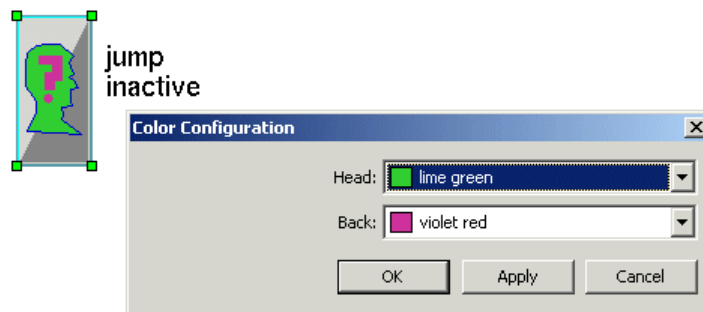 ?
jump
inactive
Color Configuration
Head: lime green
Back: violet red
OK Apply Cancel